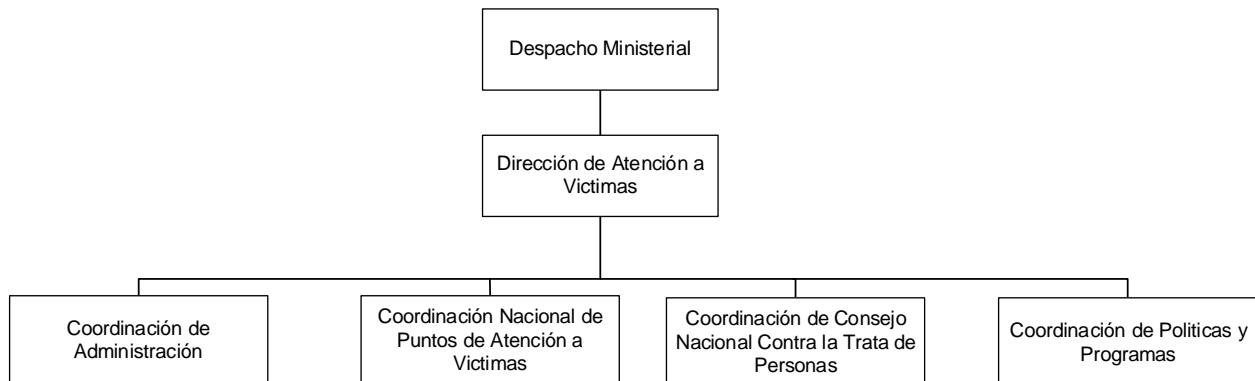 Despacho Ministerial
Dirección de Atención a
Victimas
Coordinación de
Administración
Coordinación Nacional de
Puntos de Atención a
Victimas
Coordinación de Consejo
Nacional Contra la Trata de
Personas
Coordinación de Politicas y
Programas